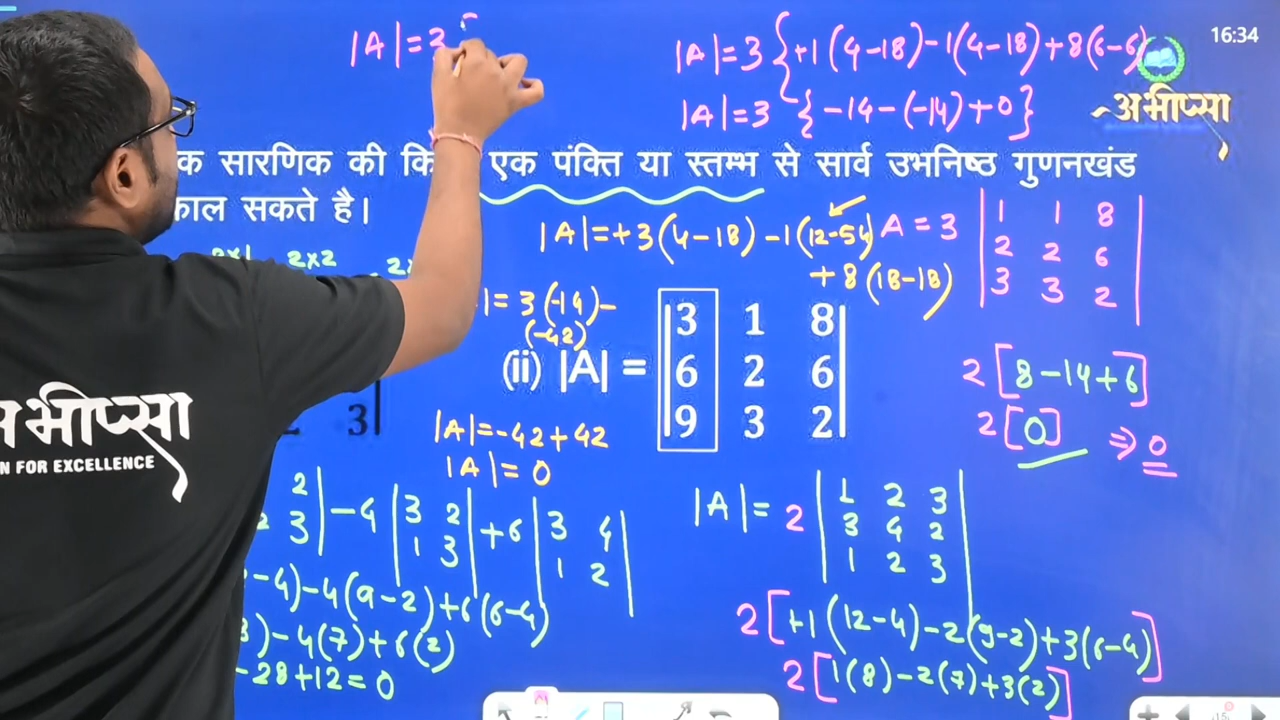 16:34
|A|=3
|A|=3 {+1(4-18)-1(4-18)+8(6-6)
|A|=3 {-14-(-14)+0}
अभीप्सा
क सारणिक की कि एक पंक्ति या स्तम्भ से सार्व उभनिष्ठ गुणनखंड
काल सकते है।
2x1 2x2
|A|=+3(4-18)-1(12-54)
+8(18-18)
A = 3 |1 1 8|
|2 2 6|
|3 3 2|
|= 3(-14)-
(-42)
(ii) |A| = |3 1 8|
|6 2 6|
|9 3 2|
3|
|A|=-42+42
|A|= 0
2[8-14+6]
2[0] ⇒ 0
अभीप्सा
N FOR EXCELLENCE
2| -4 |3 2| +6 |3 4|
2 3| |1 3| |1 2|
-4)-4(9-2)+6(6-4)
)-4(7)+6(2)
-28+12=0
|A|= 2 |1 2 3|
|3 4 2|
|1 2 3|
2[+1(12-4)-2(9-2)+3(6-4)]
2[1(8)-2(7)+3(2)]